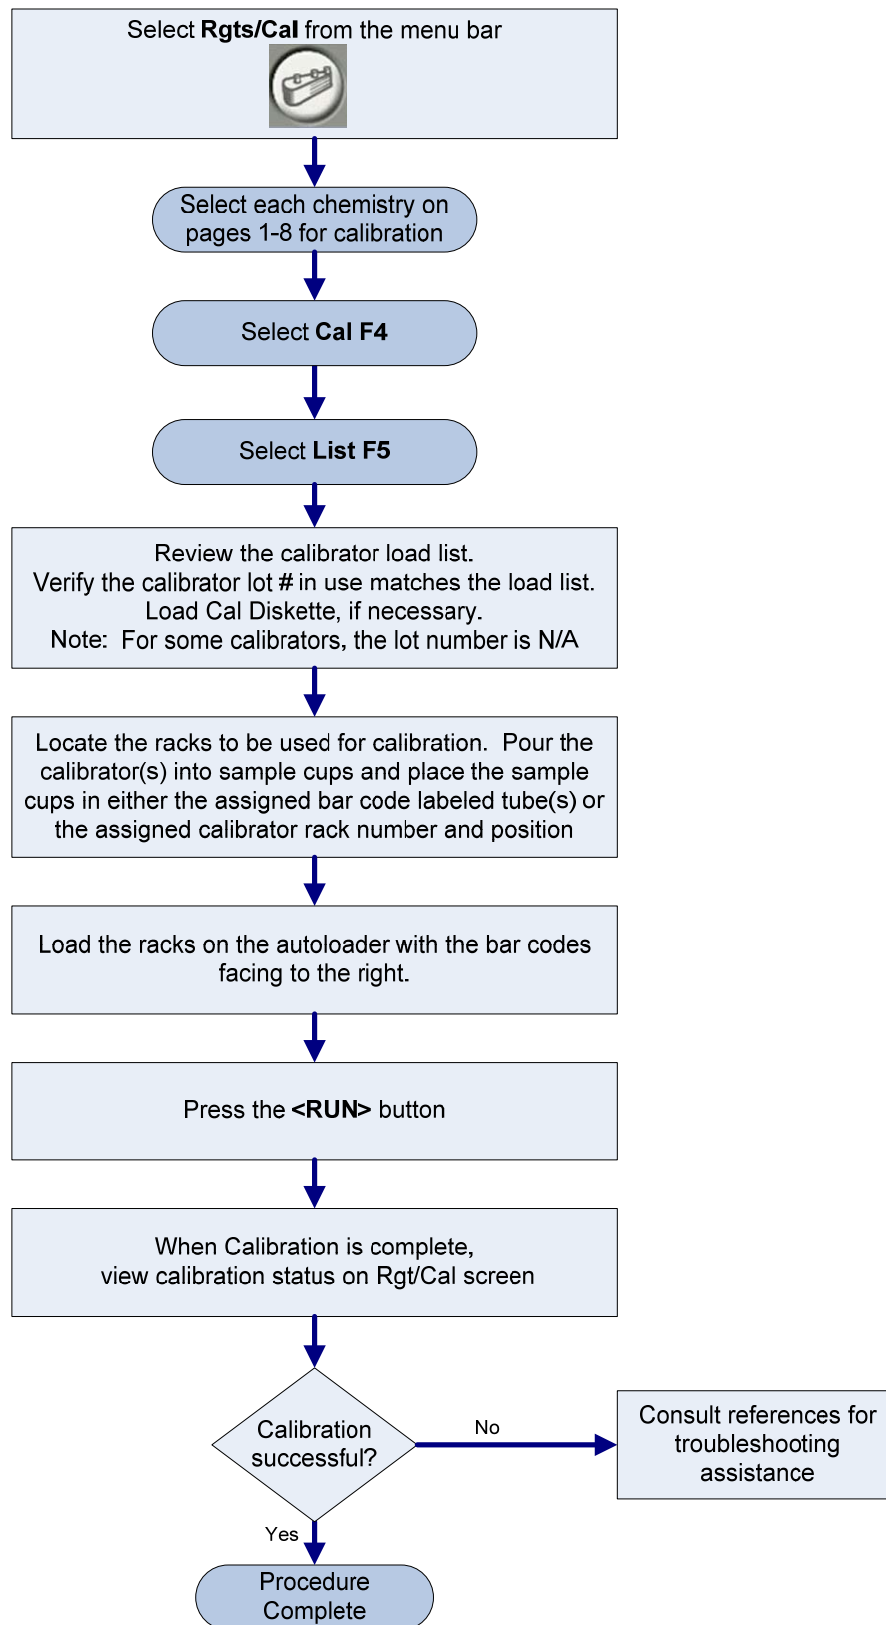 Select Rgts/Cal from the menu bar
Select each chemistry on
pages 1-8 for calibration
Select Cal F4
Select List F5
Review the calibrator load list.
Verify the calibrator lot # in use matches the load list.
Load Cal Diskette, if necessary.
Note:  For some calibrators, the lot number is N/A
Locate the racks to be used for calibration.  Pour the
calibrator(s) into sample cups and place the sample
cups in either the assigned bar code labeled tube(s) or
the assigned calibrator rack number and position
Load the racks on the autoloader with the bar codes
facing to the right.
Press the <RUN> button
When Calibration is complete,
view calibration status on Rgt/Cal screen
Calibration
successful?
No
Consult references for
troubleshooting
assistance
Yes
Procedure
Complete